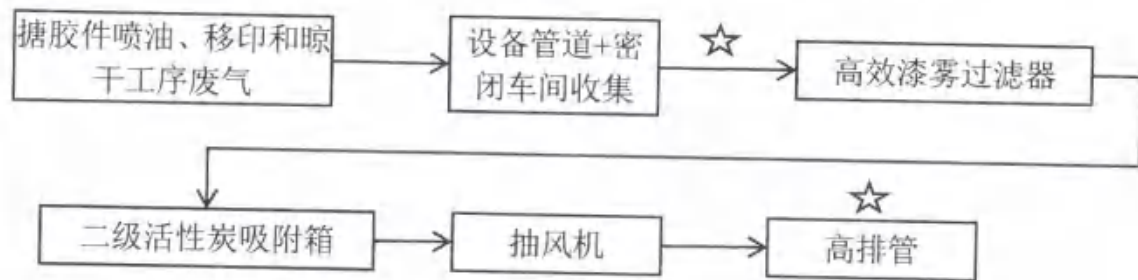 搪胶件喷油、移印和晾
干工序废气
设备管道+密
闭车间收集
☆
高效漆雾过滤器
二级活性炭吸附箱
抽风机
☆
高排管